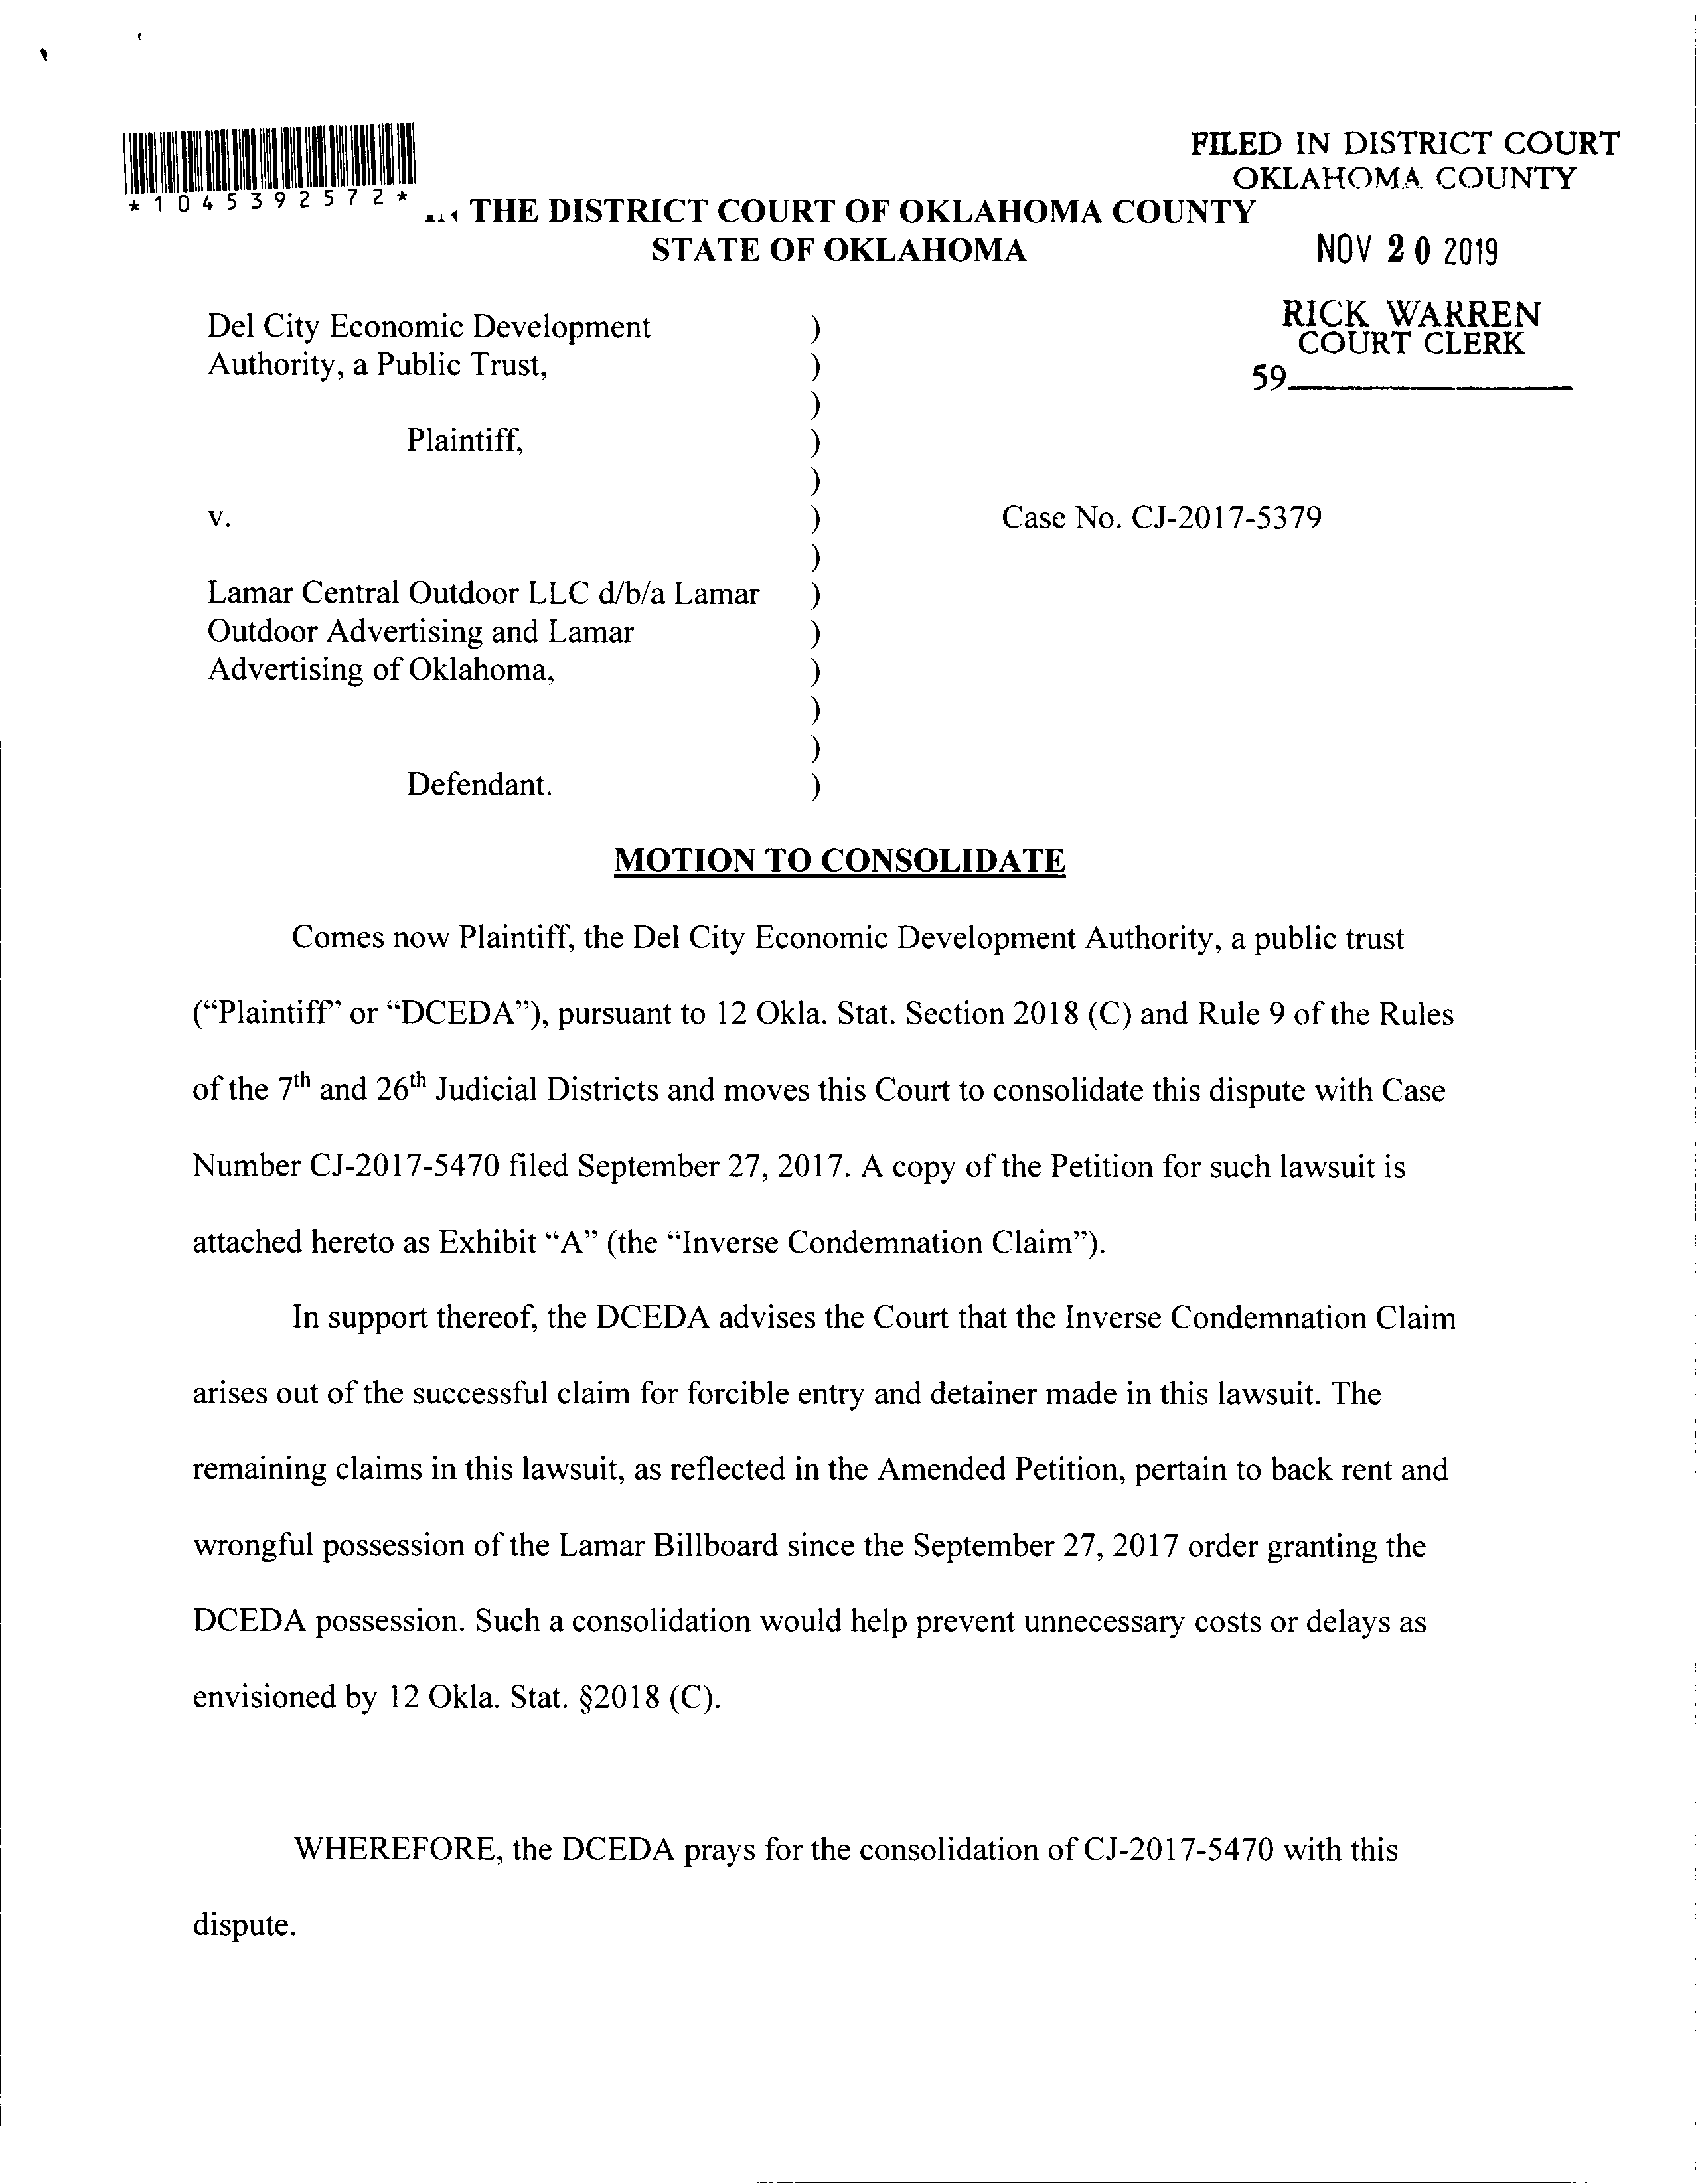 *1045392572*
FILED IN DISTRICT COURT
OKLAHOMA COUNTY
THE DISTRICT COURT OF OKLAHOMA COUNTY
STATE OF OKLAHOMA
NOV 20 2019
RICK WARREN
COURT CLERK
59
Del City Economic Development )
Authority, a Public Trust, )
)
Plaintiff, )
)
v. ) Case No. CJ-2017-5379
)
Lamar Central Outdoor LLC d/b/a Lamar )
Outdoor Advertising and Lamar )
Advertising of Oklahoma, )
)
)
Defendant. )
MOTION TO CONSOLIDATE
Comes now Plaintiff, the Del City Economic Development Authority, a public trust
(“Plaintiff” or “DCEDA”), pursuant to 12 Okla. Stat. Section 2018 (C) and Rule 9 of the Rules
of the 7th and 26th Judicial Districts and moves this Court to consolidate this dispute with Case
Number CJ-2017-5470 filed September 27, 2017. A copy of the Petition for such lawsuit is
attached hereto as Exhibit “A” (the “Inverse Condemnation Claim”).
In support thereof, the DCEDA advises the Court that the Inverse Condemnation Claim
arises out of the successful claim for forcible entry and detainer made in this lawsuit. The
remaining claims in this lawsuit, as reflected in the Amended Petition, pertain to back rent and
wrongful possession of the Lamar Billboard since the September 27, 2017 order granting the
DCEDA possession. Such a consolidation would help prevent unnecessary costs or delays as
envisioned by 12 Okla. Stat. §2018 (C).
WHEREFORE, the DCEDA prays for the consolidation of CJ-2017-5470 with this
dispute.